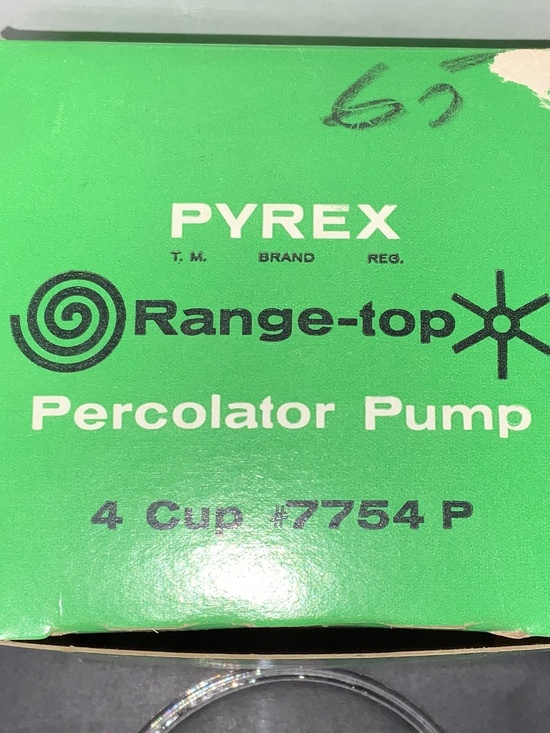 65
PYREX
T. M. BRAND REG.
Range-top
Percolator Pump
4 Cup #7754 P